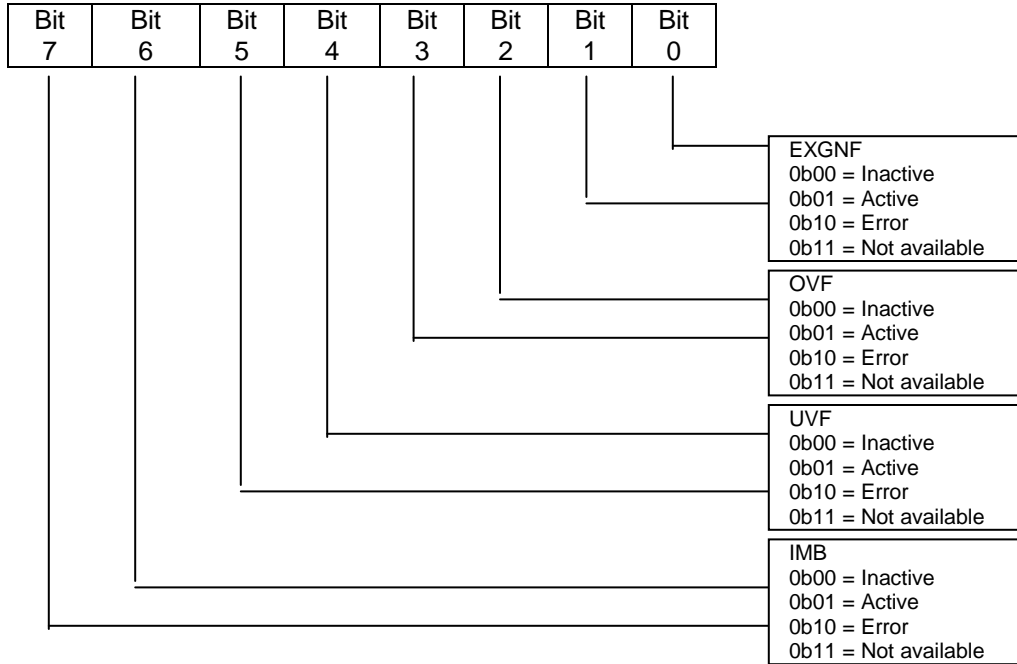 Bit Bit Bit Bit Bit Bit Bit Bit
7 6 5 4 3 2 1 0
EXGNF
0b00 = Inactive
0b01 = Active
0b10 = Error
0b11 = Not available
OVF
0b00 = Inactive
0b01 = Active
0b10 = Error
0b11 = Not available
UVF
0b00 = Inactive
0b01 = Active
0b10 = Error
0b11 = Not available
IMB
0b00 = Inactive
0b01 = Active
0b10 = Error
0b11 = Not available